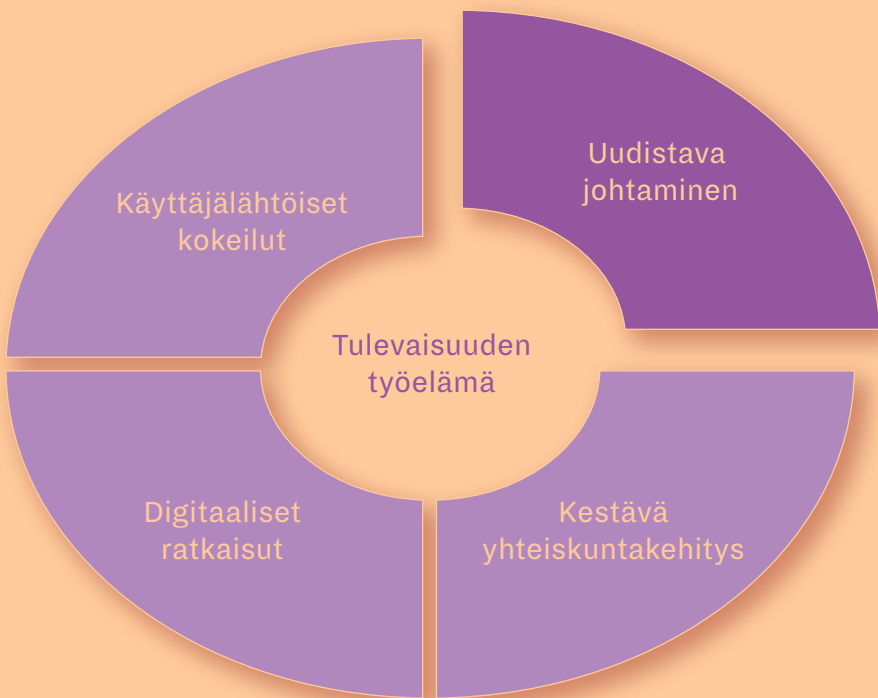 Uudistava
johtaminen
Käyttäjälähtöiset
kokeilut
Tulevaisuuden
työelämä
Digitaaliset
ratkaisut
Kestävä
yhteiskuntakehitys